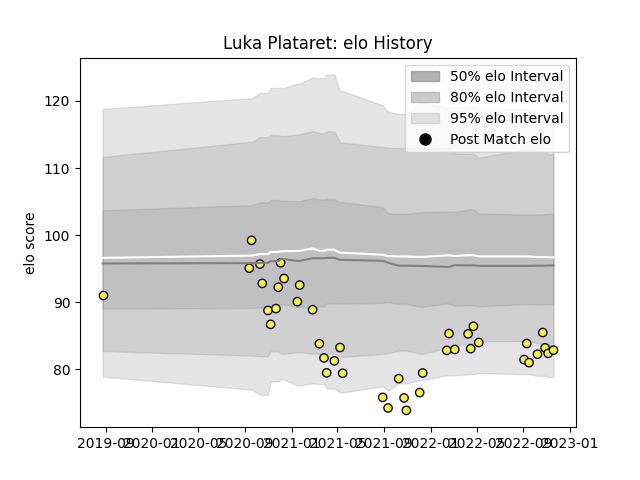 Luka Plataret: elo History
50% elo Interval
80% elo Interval
95% elo Interval
Post Match elo
elo score
120
110
100
90
80
2019-09 2020-01 2020-05 2020-09 2021-01 2021-05 2021-09 2022-01 2022-05 2022-09 2023-01